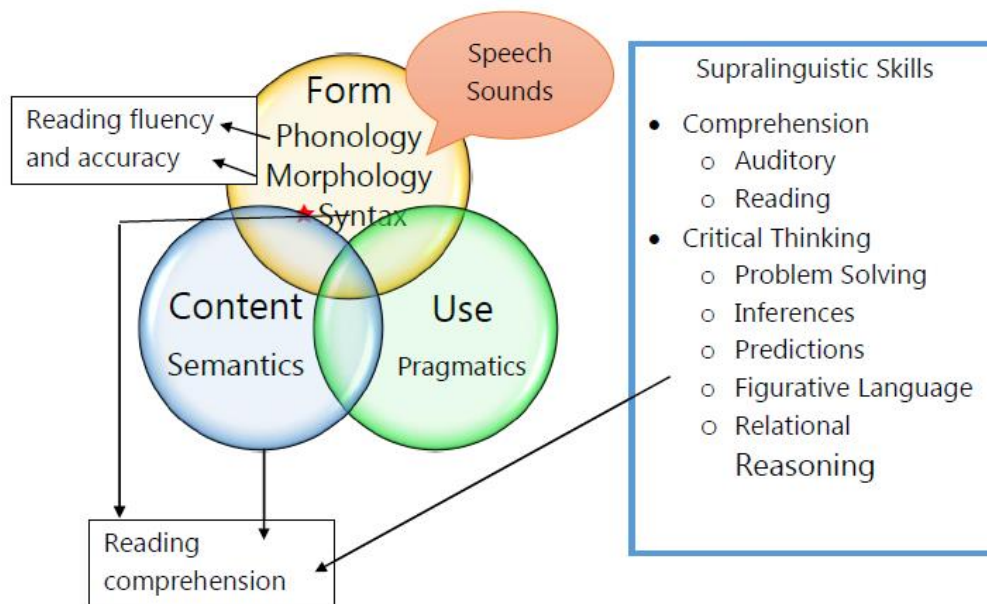 Speech
Sounds
Form
Phonology
Morphology
Syntax
Reading fluency
and accuracy
Content
Semantics
Use
Pragmatics
Reading
comprehension
Supralinguistic Skills
• Comprehension
o Auditory
o Reading
• Critical Thinking
o Problem Solving
o Inferences
o Predictions
o Figurative Language
o Relational
Reasoning